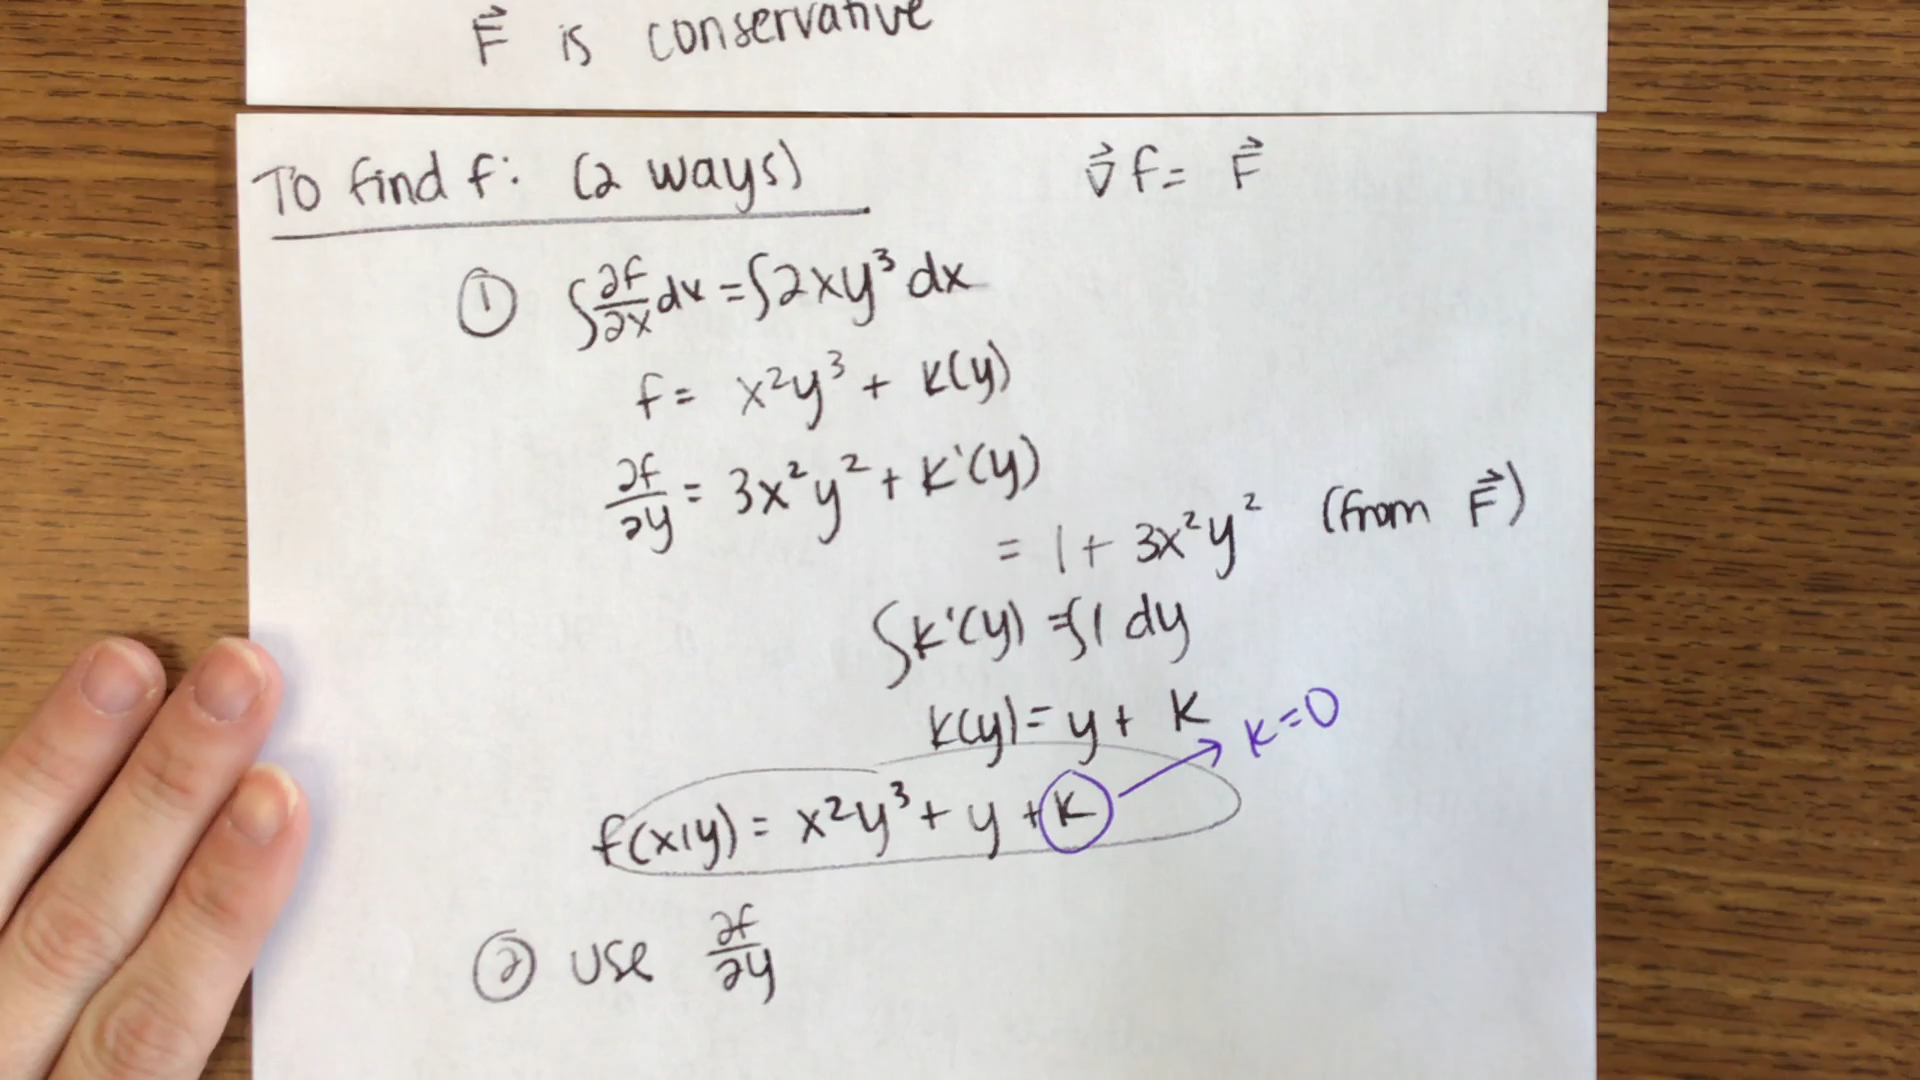 F⃗ is conservative
To find f: (2 ways)
∇⃗f = F⃗
① ∫∂f/∂x dx = ∫2xy³ dx
f = x²y³ + k(y)
∂f/∂y = 3x²y² + k'(y)
= 1 + 3x²y² (from F⃗)
∫k'(y) = ∫1 dy
k(y) = y + K
K=0
f(x,y) = x²y³ + y + K
② use ∂f/∂y